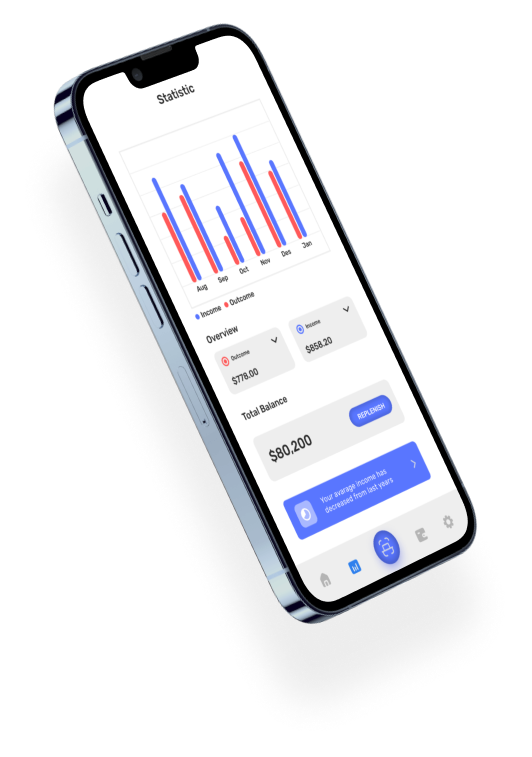 Statistic
Aug Sep Oct Nov Des Jan
Income Outcome
Overview
Outcome
$778.00
Income
$858.20
Total Balance
$80,200
REPLENISH
Your avarage income has
decreased from last years